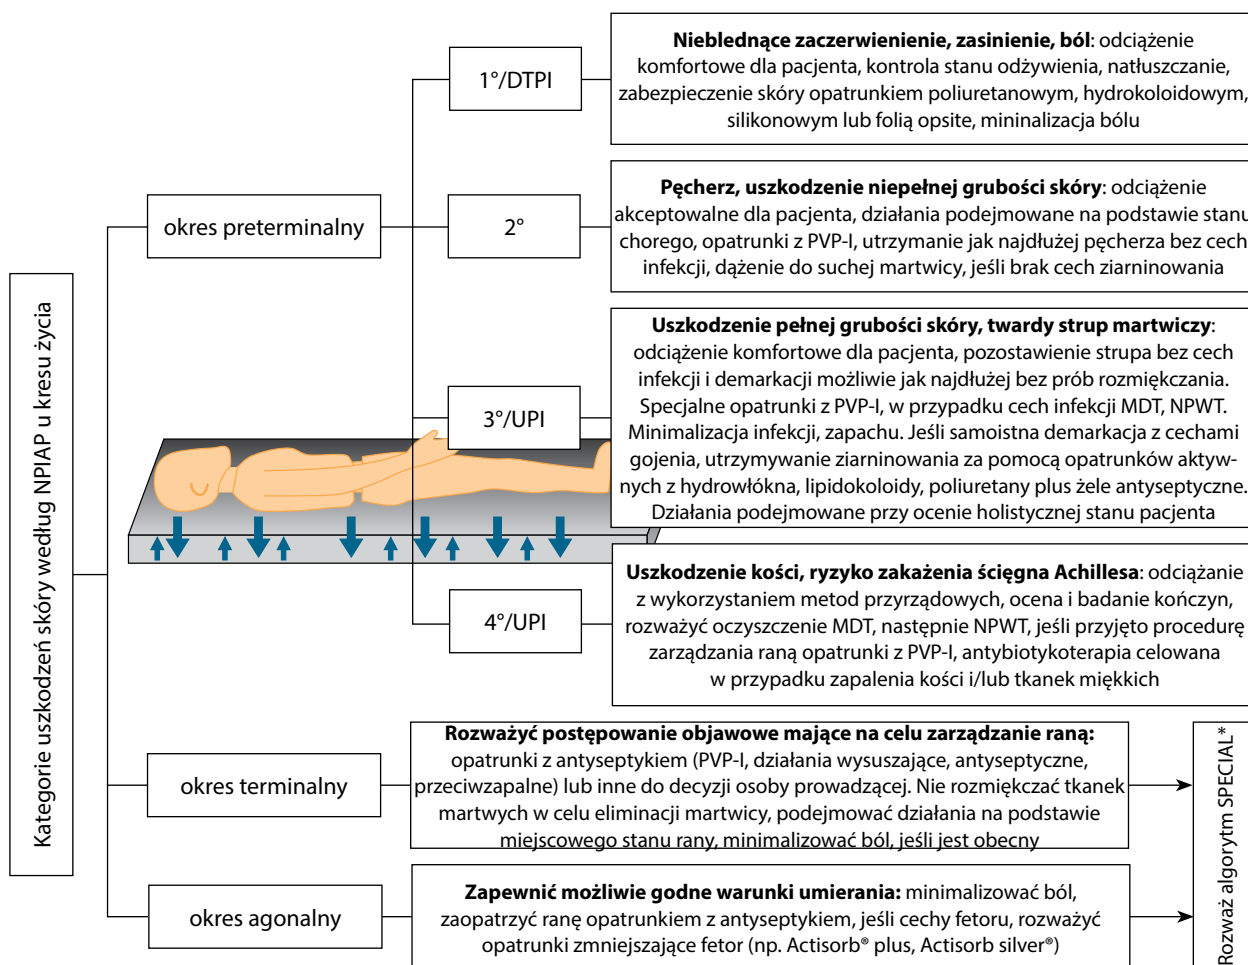 Kategorie uszkodzeń skóry według NPIAP u kresu życia
okres preterminalny
1°/DTPI
Nieblednące zaczerwienienie, zasinienie, ból: odciążenie
komfortowe dla pacjenta, kontrola stanu odżywienia, natłuszczanie,
zabezpieczenie skóry opatrunkiem poliuretanowym, hydrokoloidowym,
silikonowym lub folią opsite, mininalizacja bólu
2°
Pęcherz, uszkodzenie niepełnej grubości skóry: odciążenie
akceptowalne dla pacjenta, działania podejmowane na podstawie stanu
chorego, opatrunki z PVP-I, utrzymanie jak najdłużej pęcherza bez cech
infekcji, dążenie do suchej martwicy, jeśli brak cech ziarninowania
3°/UPI
Uszkodzenie pełnej grubości skóry, twardy strup martwiczy:
odciążenie komfortowe dla pacjenta, pozostawienie strupa bez cech
infekcji i demarkacji możliwie jak najdłużej bez prób rozmiękczania.
Specjalne opatrunki z PVP-I, w przypadku cech infekcji MDT, NPWT.
Minimalizacja infekcji, zapachu. Jeśli samoistna demarkacja z cechami
gojenia, utrzymywanie ziarninowania za pomocą opatrunków aktyw-
nych z hydrowłókna, lipidokoloidy, poliuretany plus żele antyseptyczne.
Działania podejmowane przy ocenie holistycznej stanu pacjenta
4°/UPI
Uszkodzenie kości, ryzyko zakażenia ścięgna Achillesa: odciążanie
z wykorzystaniem metod przyrządowych, ocena i badanie kończyn,
rozważyć oczyszczenie MDT, następnie NPWT, jeśli przyjęto procedurę
zarządzania raną opatrunki z PVP-I, antybiotykoterapia celowana
w przypadku zapalenia kości i/lub tkanek miękkich
okres terminalny
Rozważyć postępowanie objawowe mające na celu zarządzanie raną:
opatrunki z antyseptykiem (PVP-I, działania wysuszające, antyseptyczne,
przeciwzapalne) lub inne do decyzji osoby prowadzącej. Nie rozmiękczać tkanek
martwych w celu eliminacji martwicy, podejmować działania na podstawie
miejscowego stanu rany, minimalizować ból, jeśli jest obecny
okres agonalny
Zapewnić możliwie godne warunki umierania: minimalizować ból,
zaopatrzyć ranę opatrunkiem z antyseptykiem, jeśli cechy fetoru, rozważyć
opatrunki zmniejszające fetor (np. Actisorb® plus, Actisorb silver®)
Rozważ algorytm SPECIAL*